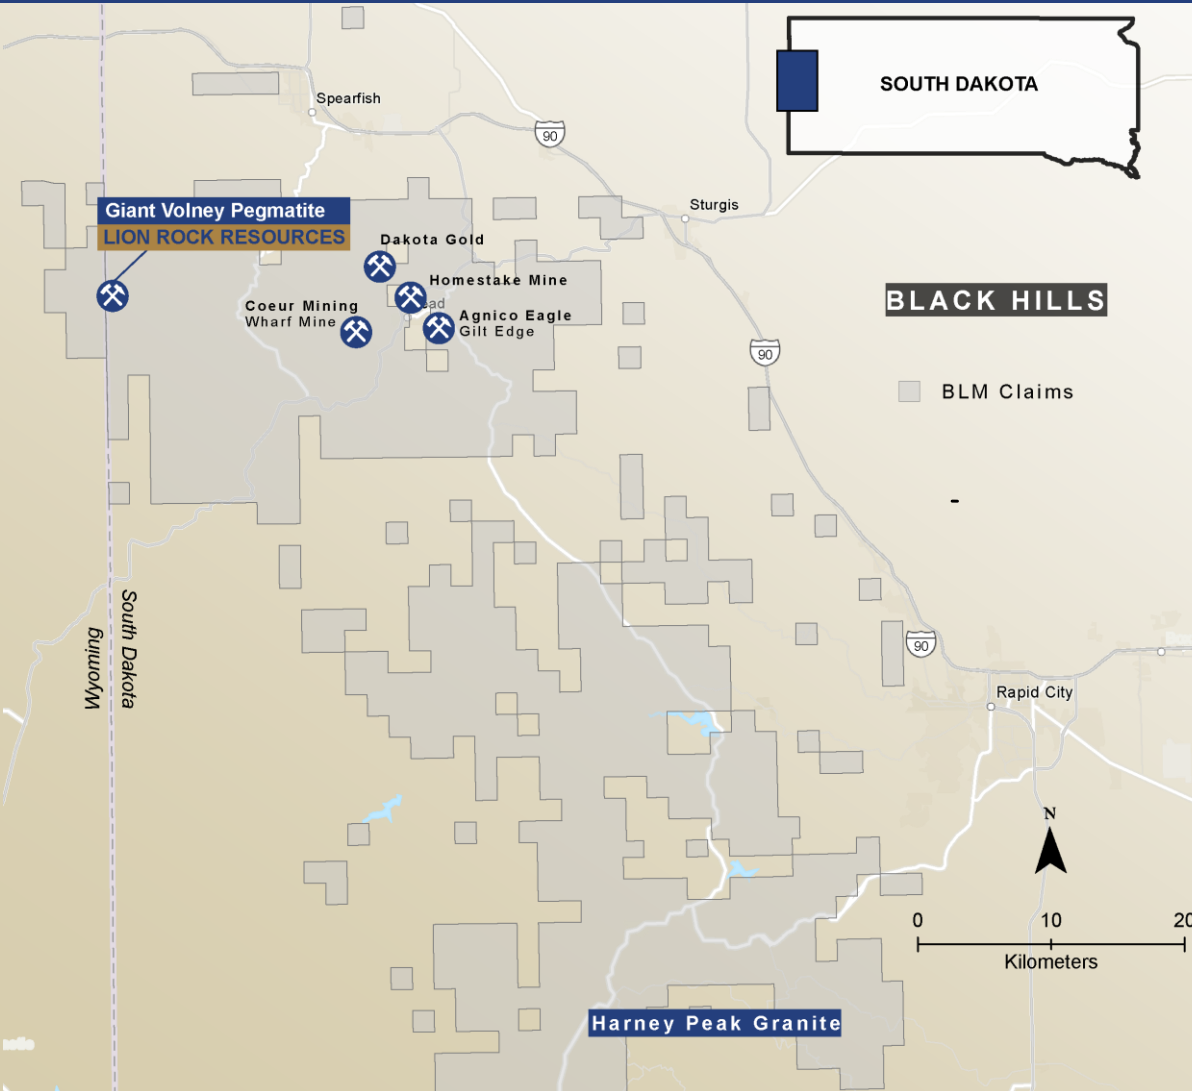 SOUTH DAKOTA
90
Spearfish
Sturgis
Giant Volney Pegmatite
LION ROCK RESOURCES
Dakota Gold
Homestake Mine
Coeur Mining
Wharf Mine
Agnico Eagle
Gilt Edge
BLACK HILLS
90
BLM Claims
South Dakota
Wyoming
90
Rapid City
N
0 10 20
Kilometers
Harney Peak Granite